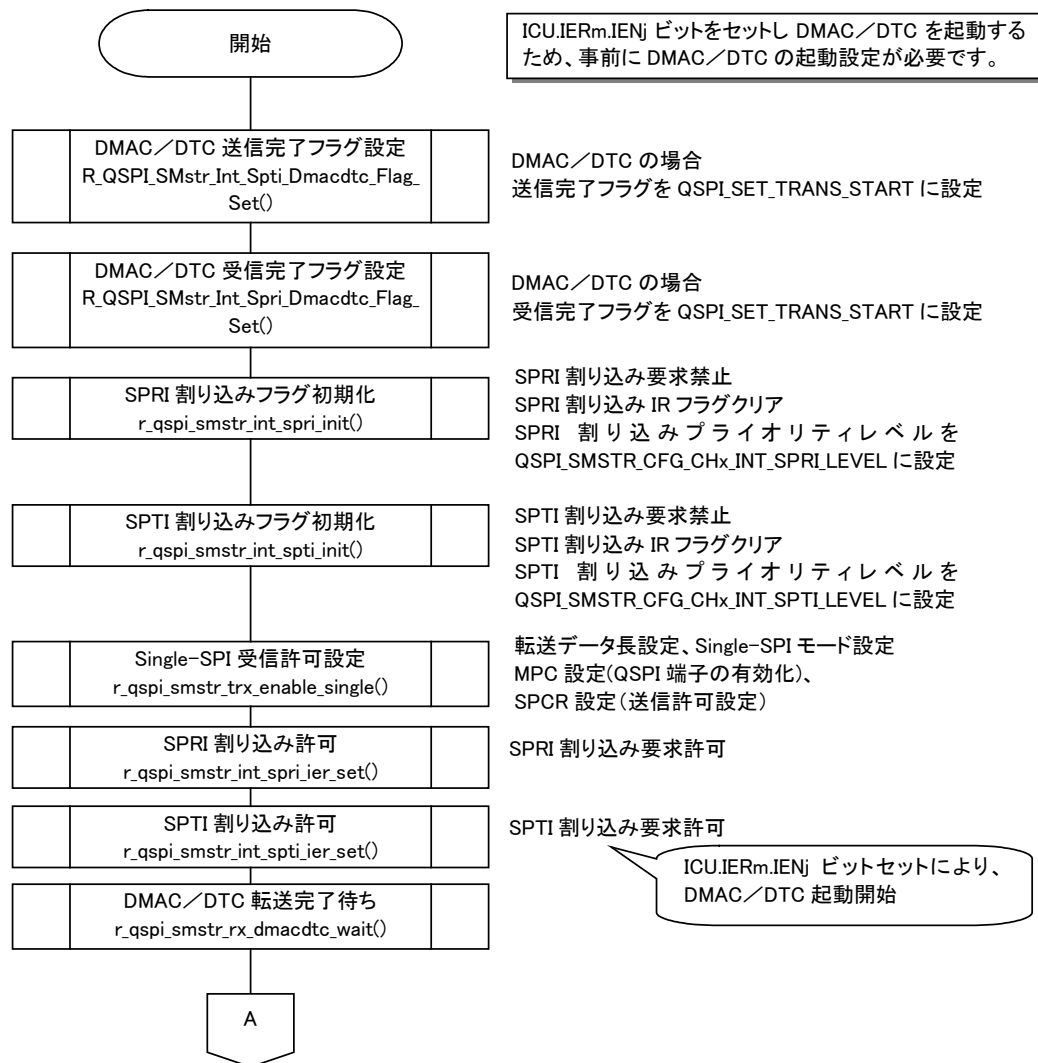 開始
ICU.IERm.IENj ビットをセットし DMAC／DTC を起動する
ため、事前に DMAC／DTC の起動設定が必要です。
DMAC／DTC 送信完了フラグ設定
R_QSPI_SMstr_Int_Spti_Dmacdtc_Flag_
Set()
DMAC／DTC の場合
送信完了フラグを QSPI_SET_TRANS_START に設定
DMAC／DTC 受信完了フラグ設定
R_QSPI_SMstr_Int_Spri_Dmacdtc_Flag_
Set()
DMAC／DTC の場合
受信完了フラグを QSPI_SET_TRANS_START に設定
SPRI 割り込みフラグ初期化
r_qspi_smstr_int_spri_init()
SPRI 割り込み要求禁止
SPRI 割り込み IR フラグクリア
SPRI 割り込みプライオリティレベルを
QSPI_SMSTR_CFG_CHx_INT_SPRI_LEVEL に設定
SPTI 割り込みフラグ初期化
r_qspi_smstr_int_spti_init()
SPTI 割り込み要求禁止
SPTI 割り込み IR フラグクリア
SPTI 割り込みプライオリティレベルを
QSPI_SMSTR_CFG_CHx_INT_SPTI_LEVEL に設定
Single-SPI 受信許可設定
r_qspi_smstr_trx_enable_single()
転送データ長設定、Single-SPI モード設定
MPC 設定(QSPI 端子の有効化)、
SPCR 設定（送信許可設定）
SPRI 割り込み許可
r_qspi_smstr_int_spri_ier_set()
SPRI 割り込み要求許可
SPTI 割り込み許可
r_qspi_smstr_int_spti_ier_set()
SPTI 割り込み要求許可
ICU.IERm.IENj ビットセットにより、
DMAC／DTC 起動開始
DMAC／DTC 転送完了待ち
r_qspi_smstr_rx_dmacdtc_wait()
A